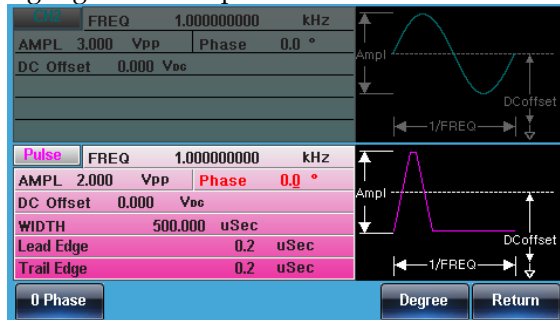 CH2 FREQ 1.000000000 kHz
AMPL 3.000 Vpp Phase 0.0 °
DC Offset 0.000 VDC
Ampl
DCoffset
1/FREQ
Pulse FREQ 1.000000000 kHz
AMPL 2.000 Vpp Phase 0.0 °
DC Offset 0.000 VDC
WIDTH 500.000 uSec
Lead Edge 0.2 uSec
Trail Edge 0.2 uSec
Ampl
DCoffset
1/FREQ
0 Phase Degree Return